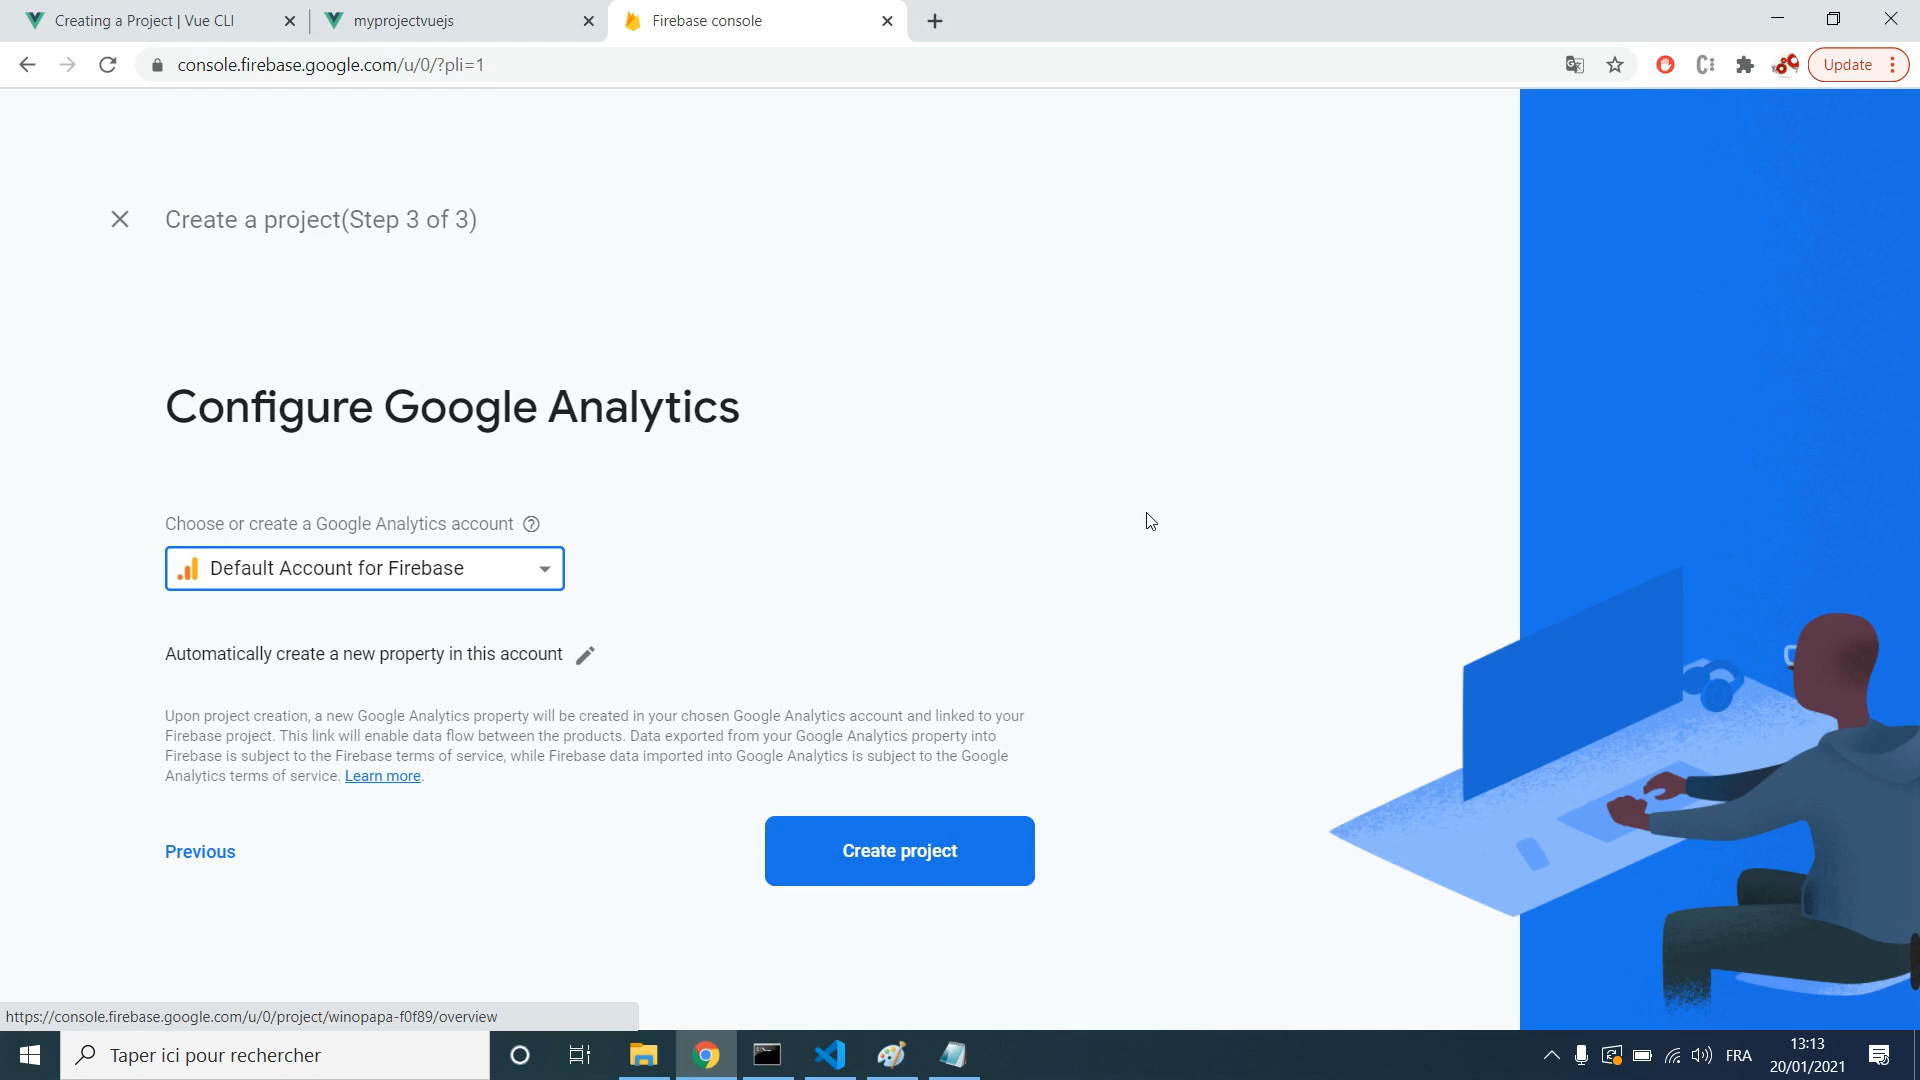 Creating a Project | Vue CLI
myprojectvuejs
Firebase console
console.firebase.google.com/u/0/?pli=1
Update
Create a project(Step 3 of 3)
Configure Google Analytics
Choose or create a Google Analytics account
Default Account for Firebase
Automatically create a new property in this account
Upon project creation, a new Google Analytics property will be created in your chosen Google Analytics account and linked to your
Firebase project. This link will enable data flow between the products. Data exported from your Google Analytics property into
Firebase is subject to the Firebase terms of service, while Firebase data imported into Google Analytics is subject to the Google
Analytics terms of service. Learn more.
Previous
Create project
https://console.firebase.google.com/u/0/project/winopapa-f0f89/overview
Taper ici pour rechercher
FRA
13:13
20/01/2021